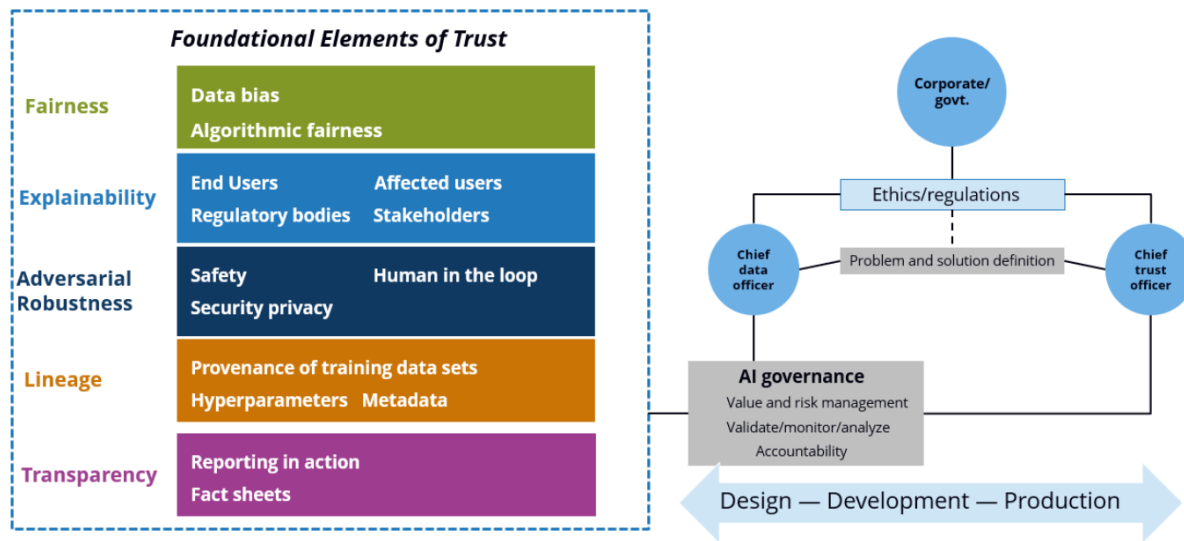 Foundational Elements of Trust
Fairness
Data bias
Algorithmic fairness
Explainability
End Users Affected users
Regulatory bodies Stakeholders
Adversarial
Robustness
Safety Human in the loop
Security privacy
Lineage
Provenance of training data sets
Hyperparameters Metadata
Transparency
Reporting in action
Fact sheets
Corporate/
govt.
Ethics/regulations
Chief
data
officer
Problem and solution definition
Chief
trust
officer
AI governance
Value and risk management
Validate/monitor/analyze
Accountability
Design — Development — Production